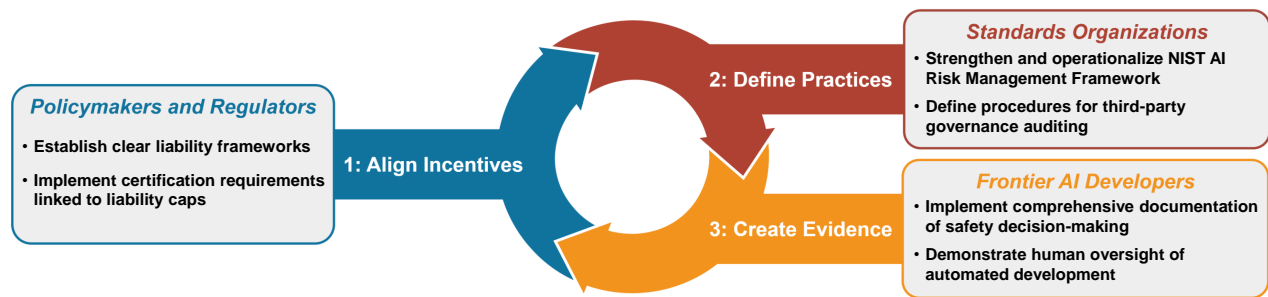 Policymakers and Regulators
• Establish clear liability frameworks
• Implement certification requirements
linked to liability caps
1: Align Incentives
2: Define Practices
Standards Organizations
• Strengthen and operationalize NIST AI
Risk Management Framework
• Define procedures for third-party
governance auditing
3: Create Evidence
Frontier AI Developers
• Implement comprehensive documentation
of safety decision-making
• Demonstrate human oversight of
automated development